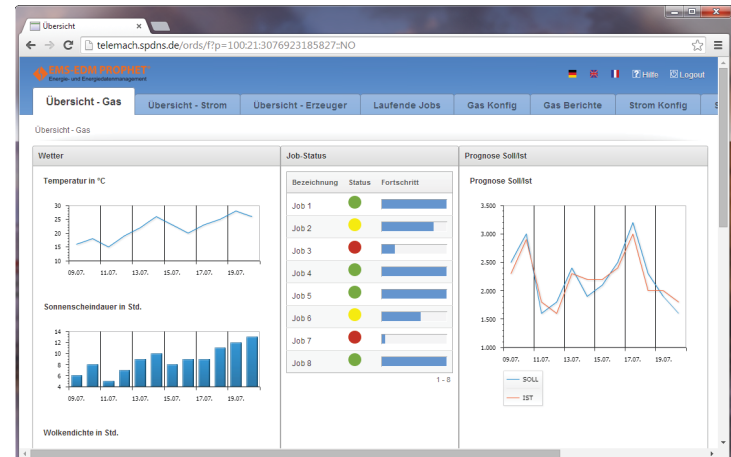 Übersicht
telemach.spdns.de/ords/f?p=100:21:3076923185827::NO
EMS-EDM PROPHET
Energie- und Energiedatenmanagement
Hilfe Logout
Übersicht - Gas Übersicht - Strom Übersicht - Erzeuger Laufende Jobs Gas Konfig Gas Berichte Strom Konfig S
Übersicht - Gas
Wetter
Temperatur in °C
30
25
20
15
10
09.07. 11.07. 13.07. 15.07. 17.07. 19.07.
Sonnenscheindauer in Std.
14
12
10
8
6
4
09.07. 11.07. 13.07. 15.07. 17.07. 19.07.
Wolkendichte in Std.
Job-Status
Bezeichnung Status Fortschritt
Job 1
Job 2
Job 3
Job 4
Job 5
Job 6
Job 7
Job 8
1 - 8
Prognose Soll/Ist
Prognose Soll/Ist
3.500
3.000
2.500
2.000
1.500
1.000
09.07. 11.07. 13.07. 15.07. 17.07. 19.07.
SOLL
IST